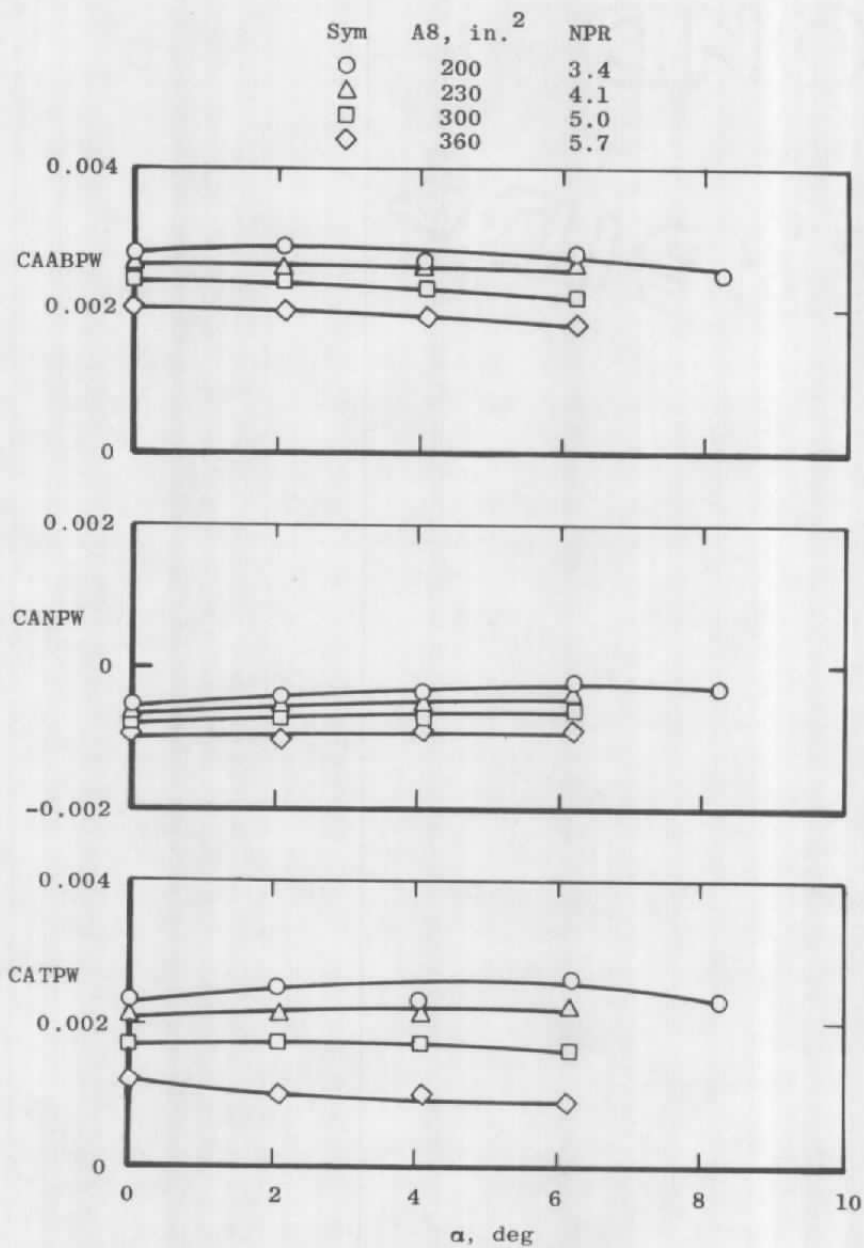 Sym A8, in.2 NPR
○ 200 3.4
△ 230 4.1
□ 300 5.0
◇ 360 5.7
0.004
CAABPW
0.002
0
0.002
CANPW
0
-0.002
0.004
CATPW
0.002
0
0 2 4 6 8 10
α, deg